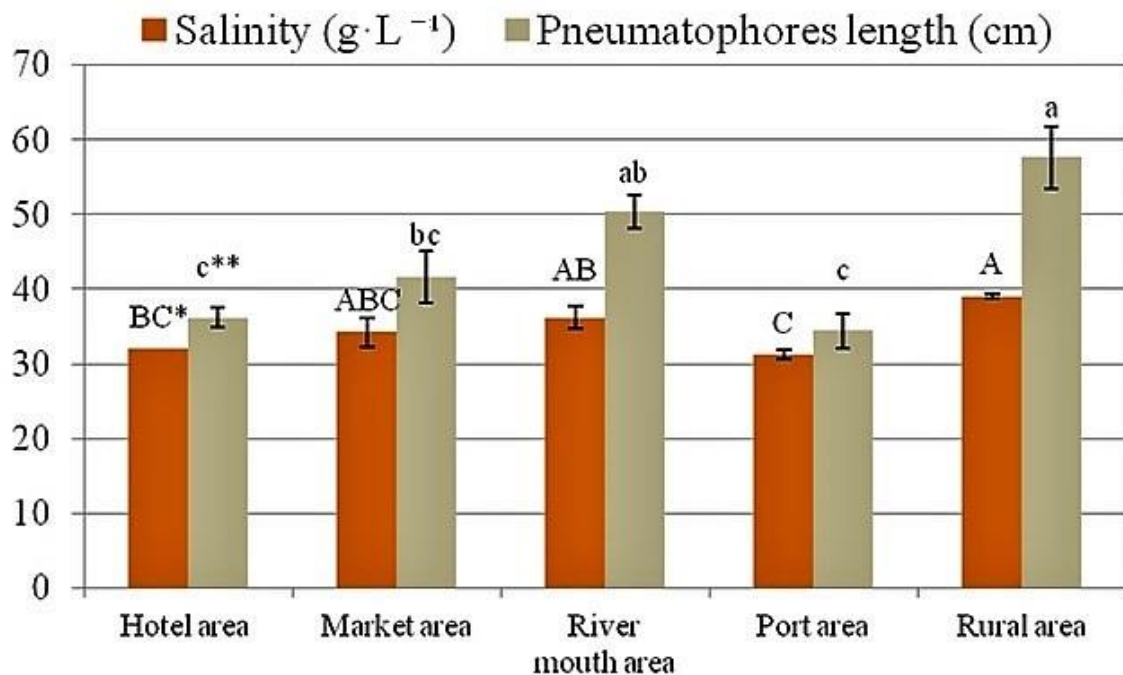 Salinity (g·L ⁻¹) Pneumatophores length (cm)
70
60
50
40
30
20
10
0
BC* c** ABC bc AB ab C c A a
Hotel area Market area River mouth area Port area Rural area